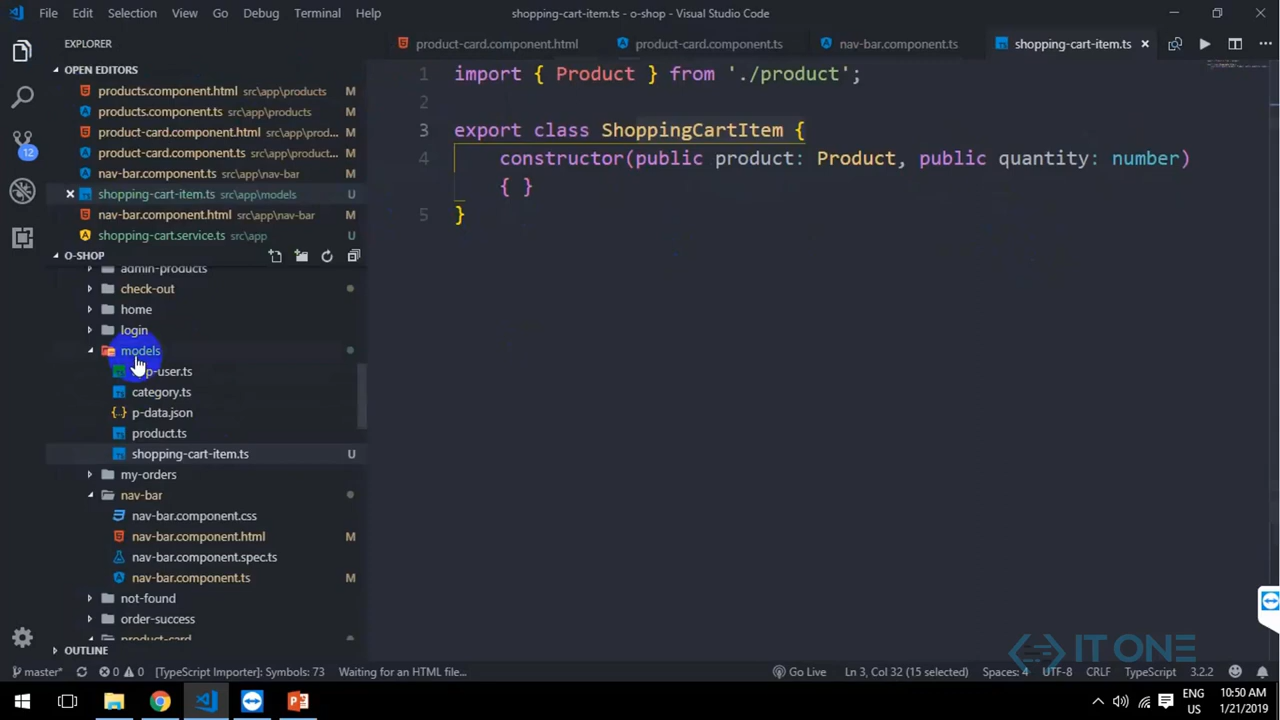 File Edit Selection View Go Debug Terminal Help shopping-cart-item.ts - o-shop - Visual Studio Code
EXPLORER
product-card.component.html product-card.component.ts nav-bar.component.ts shopping-cart-item.ts
OPEN EDITORS
products.component.html src\app\products M
products.component.ts src\app\products M
product-card.component.html src\app\prod... M
product-card.component.ts src\app\product... M
nav-bar.component.ts src\app\nav-bar M
shopping-cart-item.ts src\app\models U
nav-bar.component.html src\app\nav-bar M
shopping-cart.service.ts src\app U
12
1 import { Product } from './product';
2
3 export class ShoppingCartItem {
4 constructor(public product: Product, public quantity: number)
{ }
5 }
O-SHOP
admin-products
check-out
home
login
models
-user.ts
category.ts
{..} p-data.json
product.ts
shopping-cart-item.ts U
my-orders
nav-bar
nav-bar.component.css
nav-bar.component.html M
nav-bar.component.spec.ts
nav-bar.component.ts M
not-found
order-success
product-card
OUTLINE
IT ONE
master* 0 0 [TypeScript Importer]: Symbols: 73 Waiting for an HTML file... Go Live Ln 3, Col 32 (15 selected) Spaces: 4 UTF-8 CRLF TypeScript 3.2.2
ENG
US
10:50 AM
1/21/2019